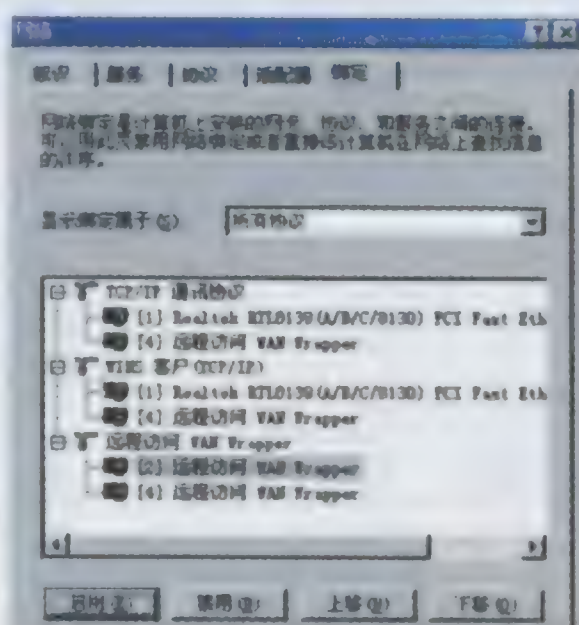 网络
标识 服务 协议 适配器 绑定
网络绑定是计算机上安装的网卡、协议、和服务之间的连接。
可 用 禁用网络绑定或者重排 计算机在网络上查找信息
的顺序。
显示绑定属于(S) 所有协议
TCP/IP 通讯协议
[1] Realtek RTL8139(A/B/C/8130) PCI Fast Eth
[4] 远程访问 WAN Wrapper
WINS 客户(TCP/IP)
[1] Realtek RTL8139(A/B/C/8130) PCI Fast Eth
[4] 远程访问 WAN Wrapper
远程访问 WAN Wrapper
[2] 远程访问 WAN Wrapper
[4] 远程访问 WAN Wrapper
启用(E) 禁用(D) 上移(U) 下移(O)